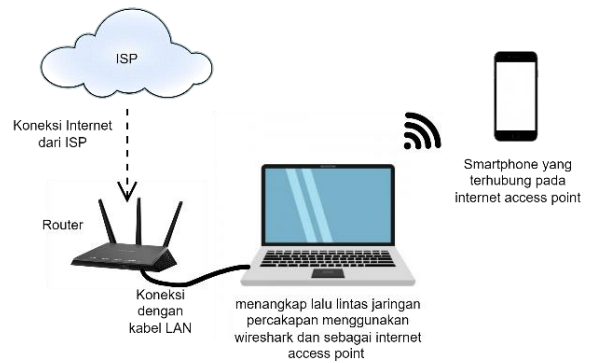 ISP
Koneksi Internet
dari ISP
Router
Koneksi
dengan
kabel LAN
menangkap lalu lintas jaringan
percakapan menggunakan
wireshark dan sebagai internet
access point
Smartphone yang
terhubung pada
internet access point